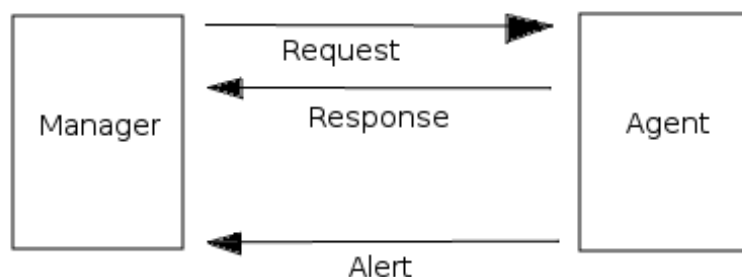 Request
Manager
Response
Agent
Alert